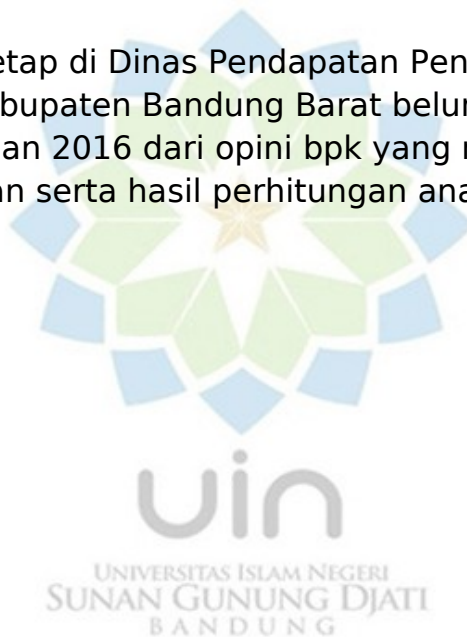 etap di Dinas Pendapatan Pen
bupaten Bandung Barat belu
an 2016 dari opini bpk yang
n serta hasil perhitungan ana
uin
UNIVERSITAS ISLAM NEGERI
SUNAN GUNUNG DJATI
BANDUNG